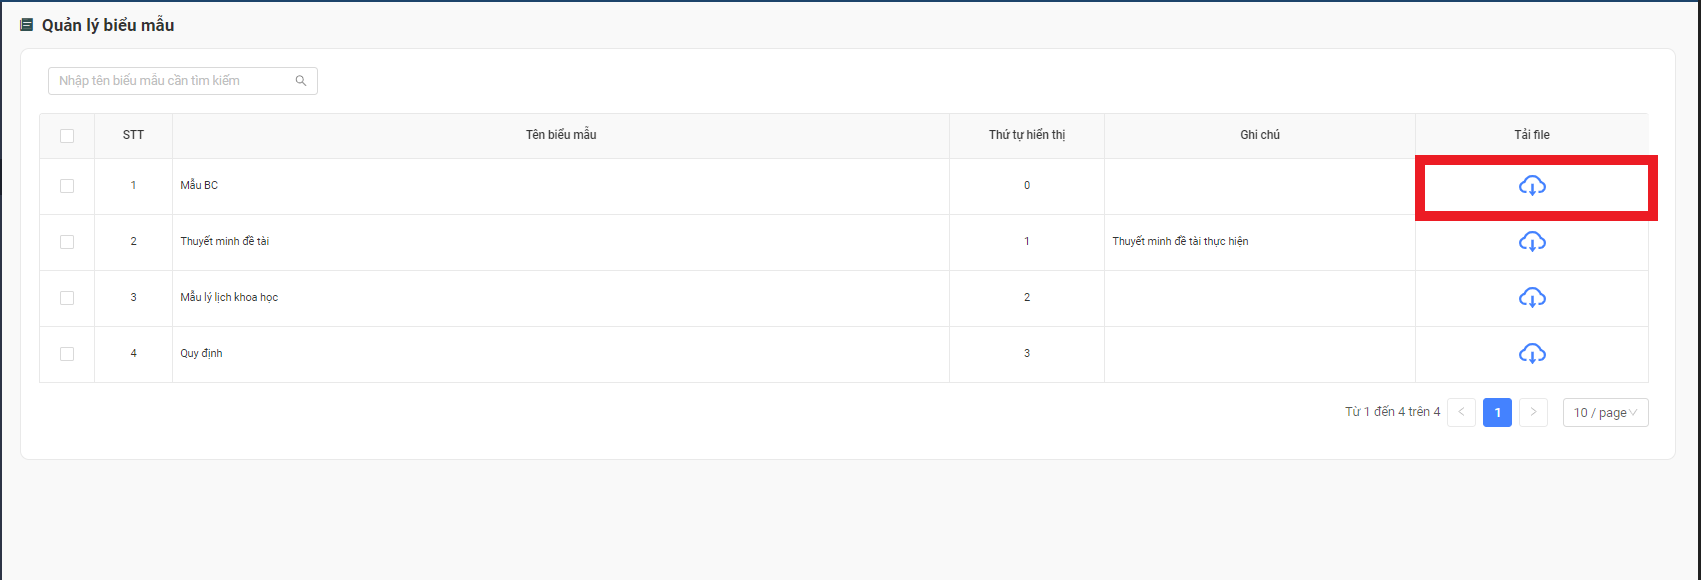 Quản lý biểu mẫu
Nhập tên biểu mẫu cần tìm kiếm
STT Tên biểu mẫu Thứ tự hiển thị Ghi chú Tải file
1 Mẫu BC 0
2 Thuyết minh đề tài 1 Thuyết minh đề tài thực hiện
3 Mẫu lý lịch khoa học 2
4 Quy định 3
Từ 1 đến 4 trên 4 < 1 > 10 / page